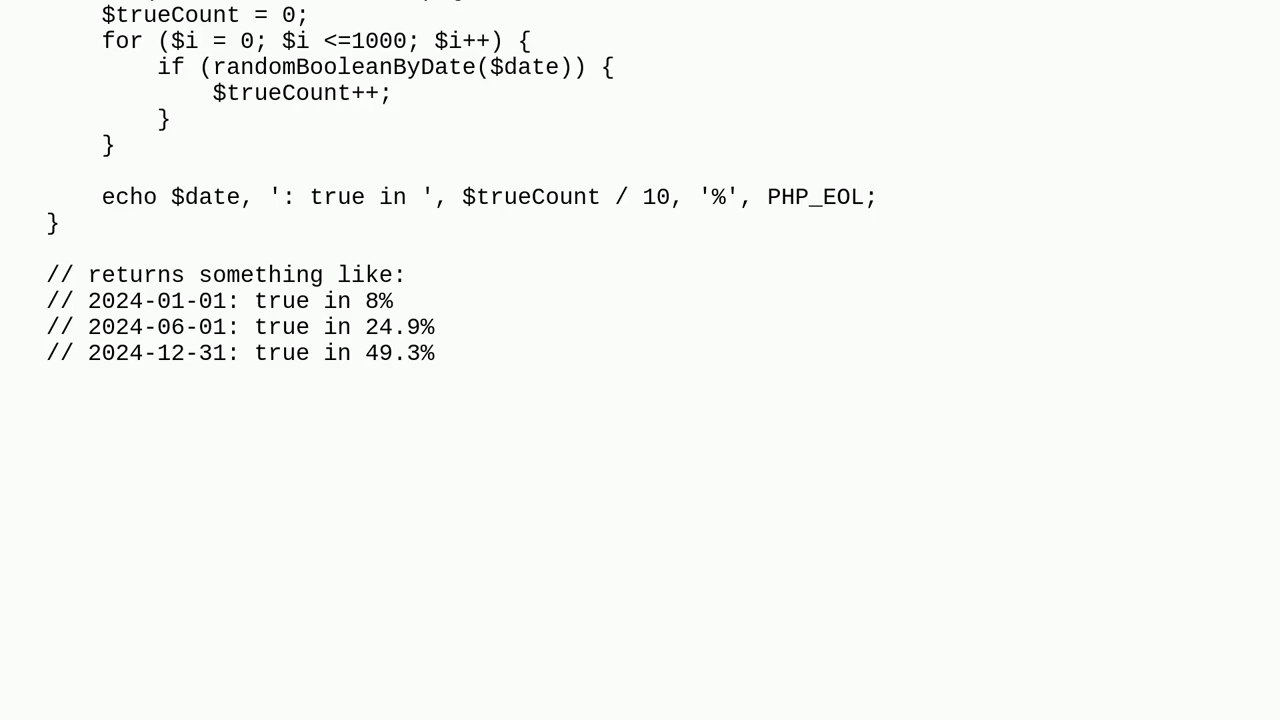 $trueCount = 0;
for ($i = 0; $i <=1000; $i++) {
if (randomBooleanByDate($date)) {
$trueCount++;
}
}
echo $date, ': true in ', $trueCount / 10, '%', PHP_EOL;
}
// returns something like:
// 2024-01-01: true in 8%
// 2024-06-01: true in 24.9%
// 2024-12-31: true in 49.3%